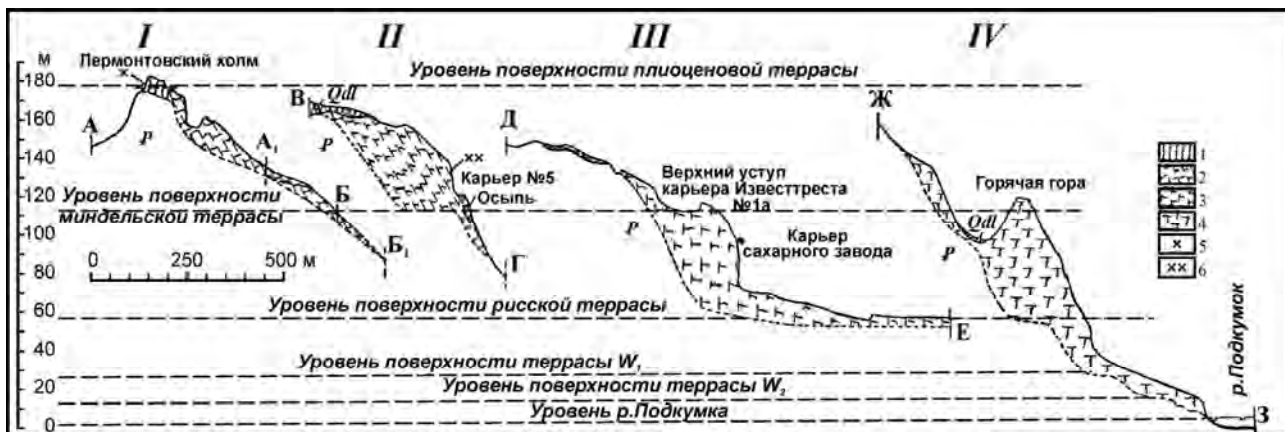 I
II
III
IV
м
180
160
140
120
100
80
60
40
20
0
Лермонтовский холм
Уровень поверхности плиоценовой террасы
А
P
А₁
Б
Б₁
В
Qdl
P
Карьер №5
Осыпь
Г
Уровень поверхности
миндельской террасы
0 250 500 м
Д
P
Верхний уступ
карьера Известтреста
№1а
Карьер
сахарного завода
Е
Ж
Горячая гора
Qdl
P
Уровень поверхности рисской террасы
Уровень поверхности террасы W₁
Уровень поверхности террасы W₂
Уровень р.Подкумка
р.Подкумок
З
1
2
3
4
5
6